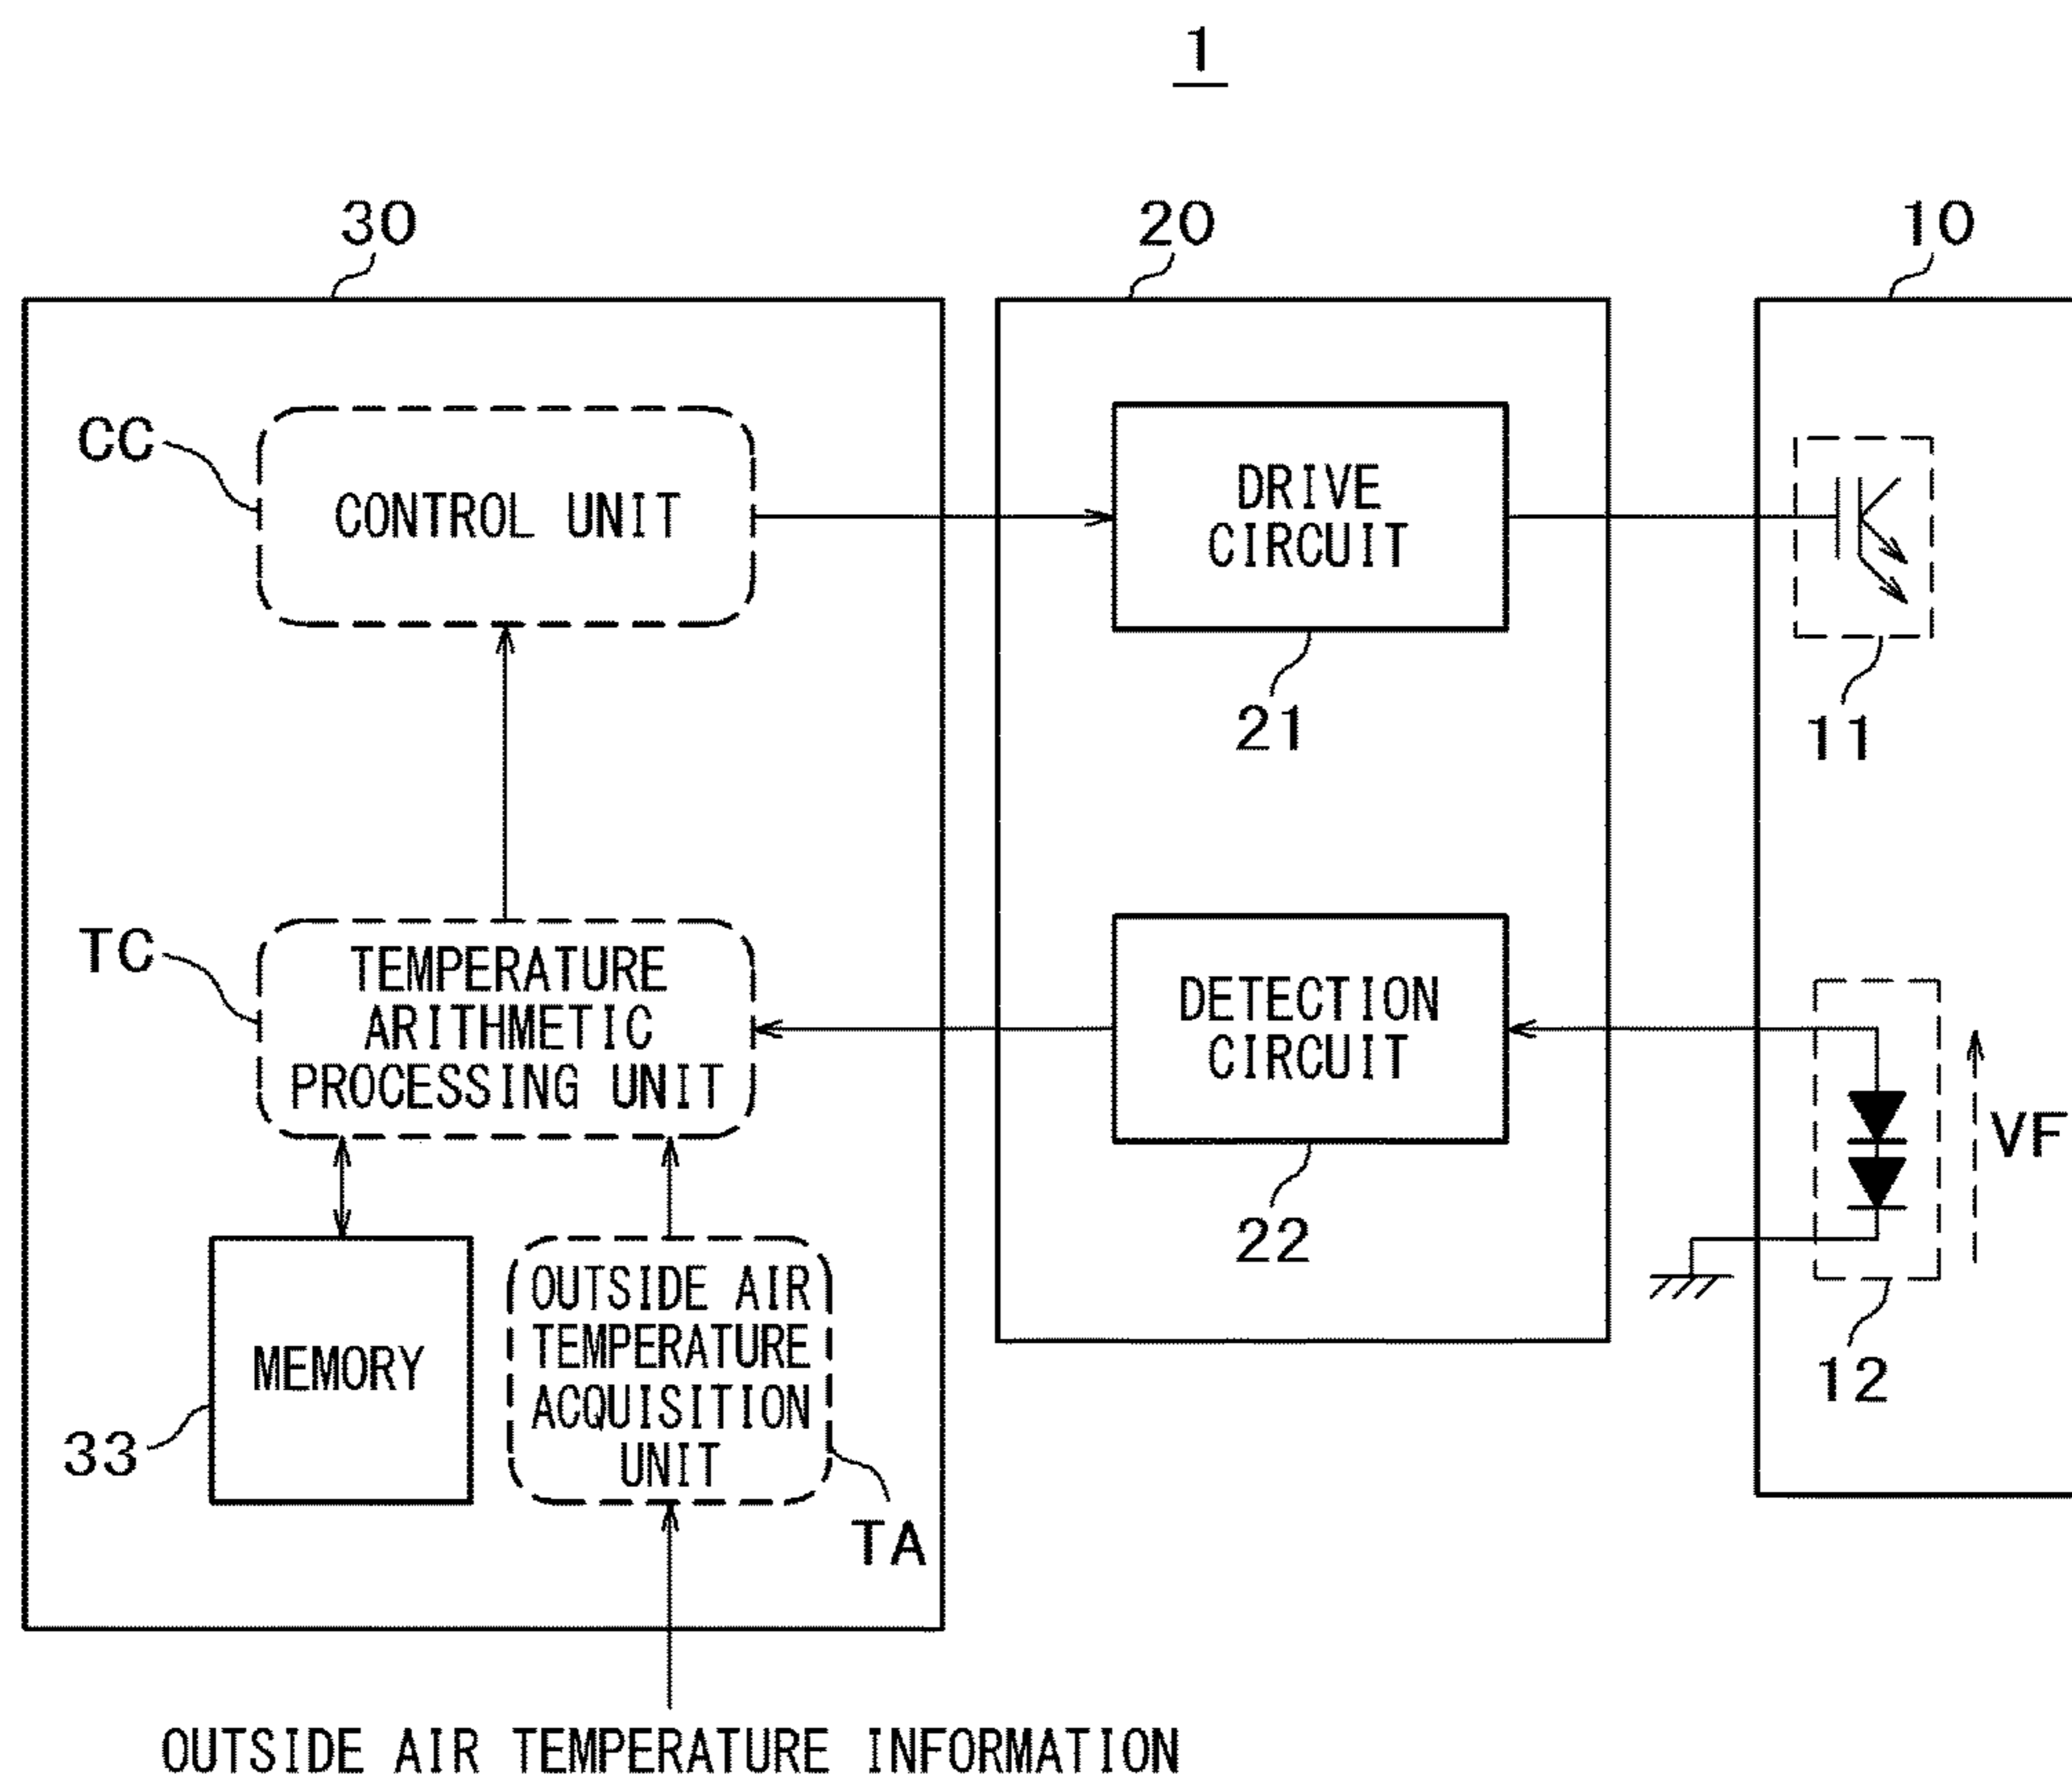 1
30
20
10
CC
CONTROL UNIT
DRIVE
CIRCUIT
21
11
TC
TEMPERATURE
ARITHMETIC
PROCESSING UNIT
DETECTION
CIRCUIT
VF
22
12
MEMORY
33
OUTSIDE AIR
TEMPERATURE
ACQUISITION
UNIT
TA
OUTSIDE AIR TEMPERATURE INFORMATION